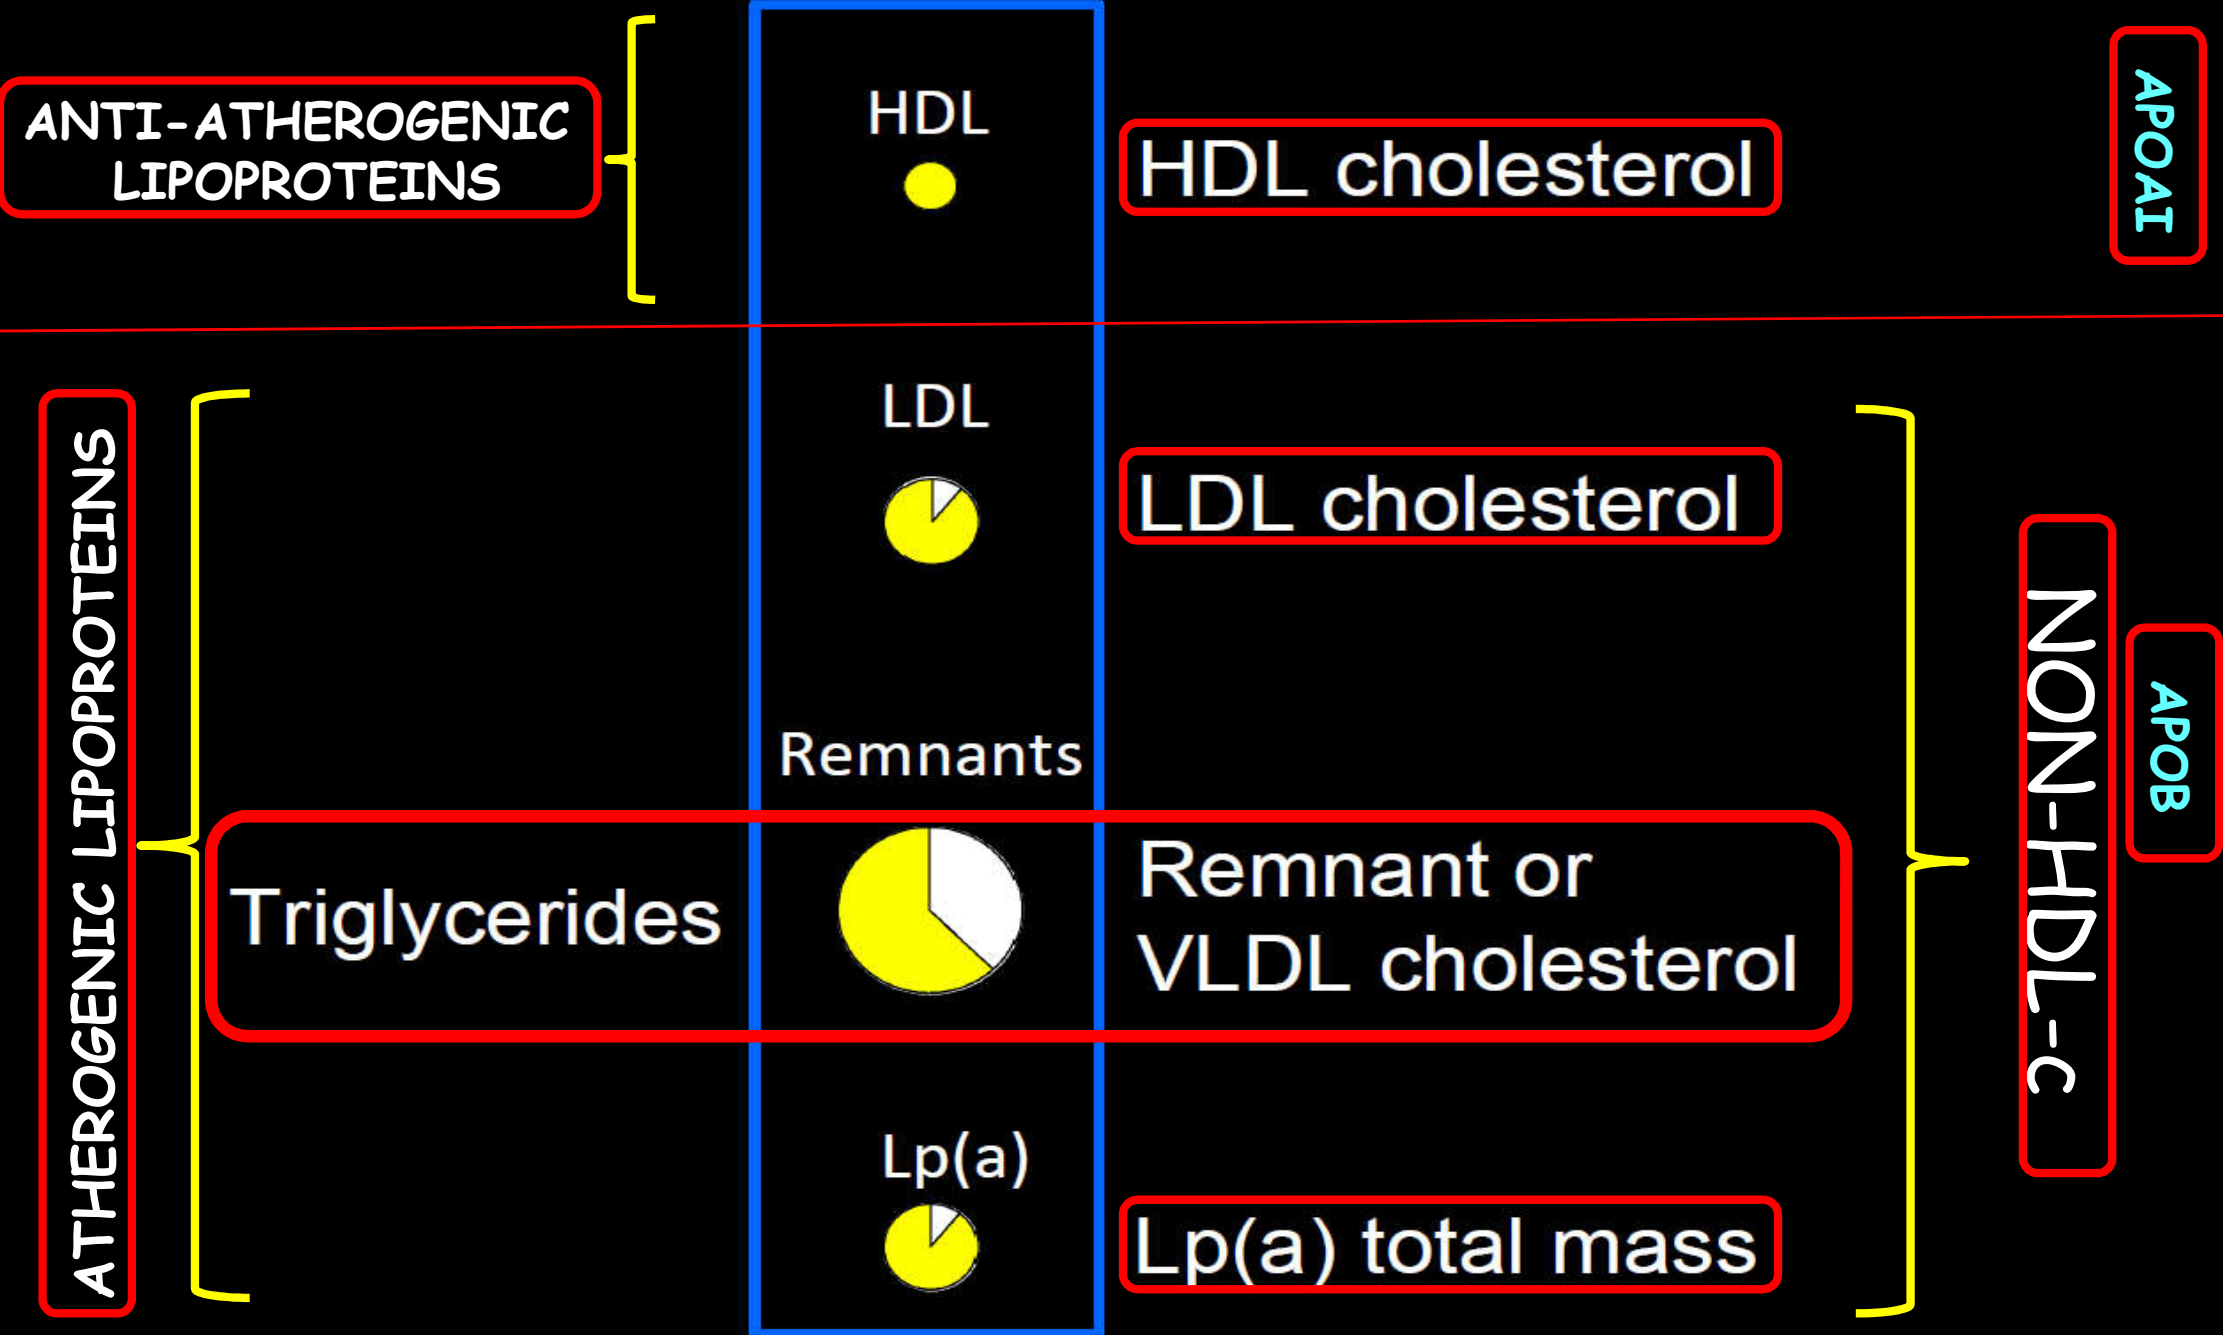 ANTI-ATHEROGENIC
LIPOPROTEINS
HDL
HDL cholesterol
APOAI
ATHEROGENIC LIPOPROTEINS
LDL
LDL cholesterol
Remnants
Triglycerides
Remnant or
VLDL cholesterol
Lp(a)
Lp(a) total mass
NON-HDL-c
APOB